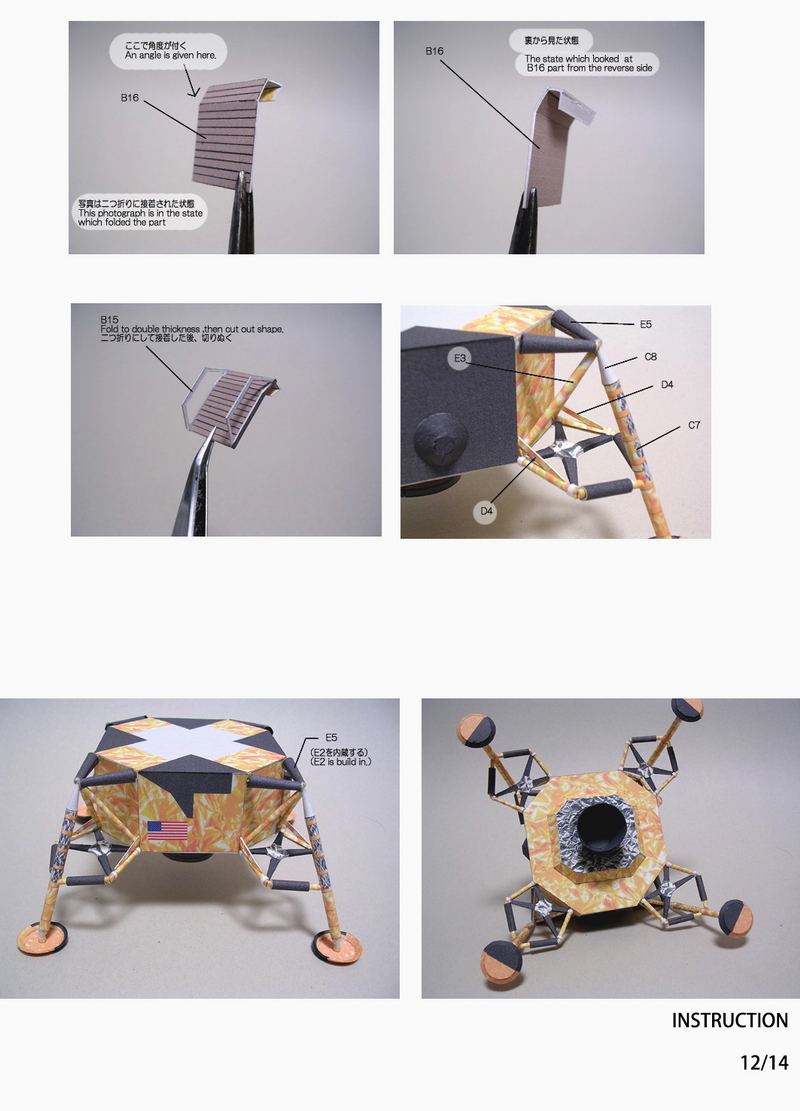 ここで角度が付く
An angle is given here.
B16
写真は二つ折りに接着された状態
This photograph is in the state
which folded the part
裏から見た状態
B16
The state which looked at
B16 part from the reverse side
B15
Fold to double thickness ,then cut out shape.
二つ折りにして接着した後、切りぬく
E5
E3
C8
D4
C7
D4
E5
(E2を内蔵する)
(E2 is build in.)
INSTRUCTION
12/14